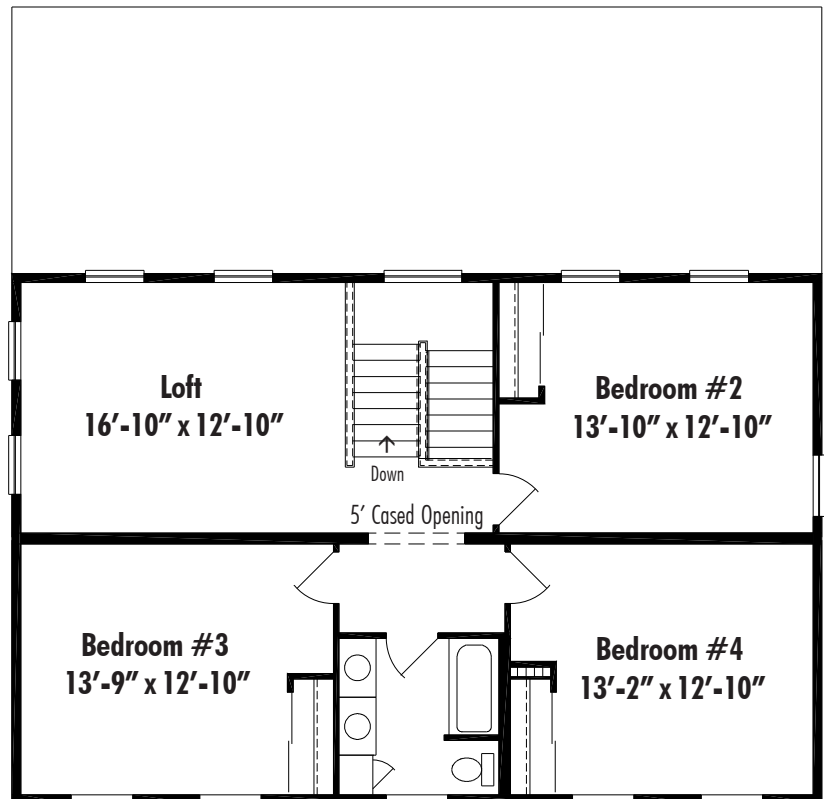 Loft
16′-10″ x 12′-10″
Bedroom #2
13′-10″ x 12′-10″
Down
5′ Cased Opening
Bedroom #3
13′-9″ x 12′-10″
Bedroom #4
13′-2″ x 12′-10″